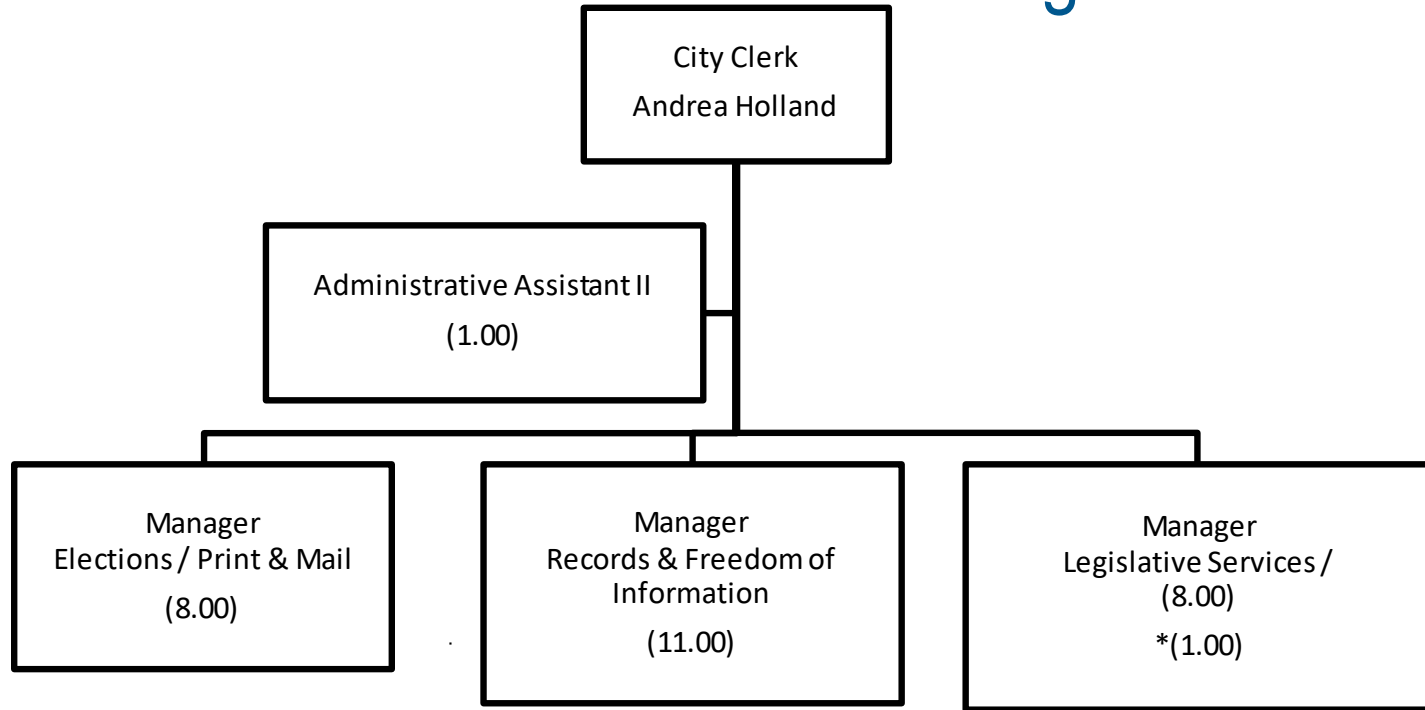 City Clerk
Andrea Holland
Administrative Assistant II
(1.00)
Manager
Elections / Print & Mail
(8.00)
Manager
Records & Freedom of
Information
(11.00)
Manager
Legislative Services /
(8.00)
*(1.00)